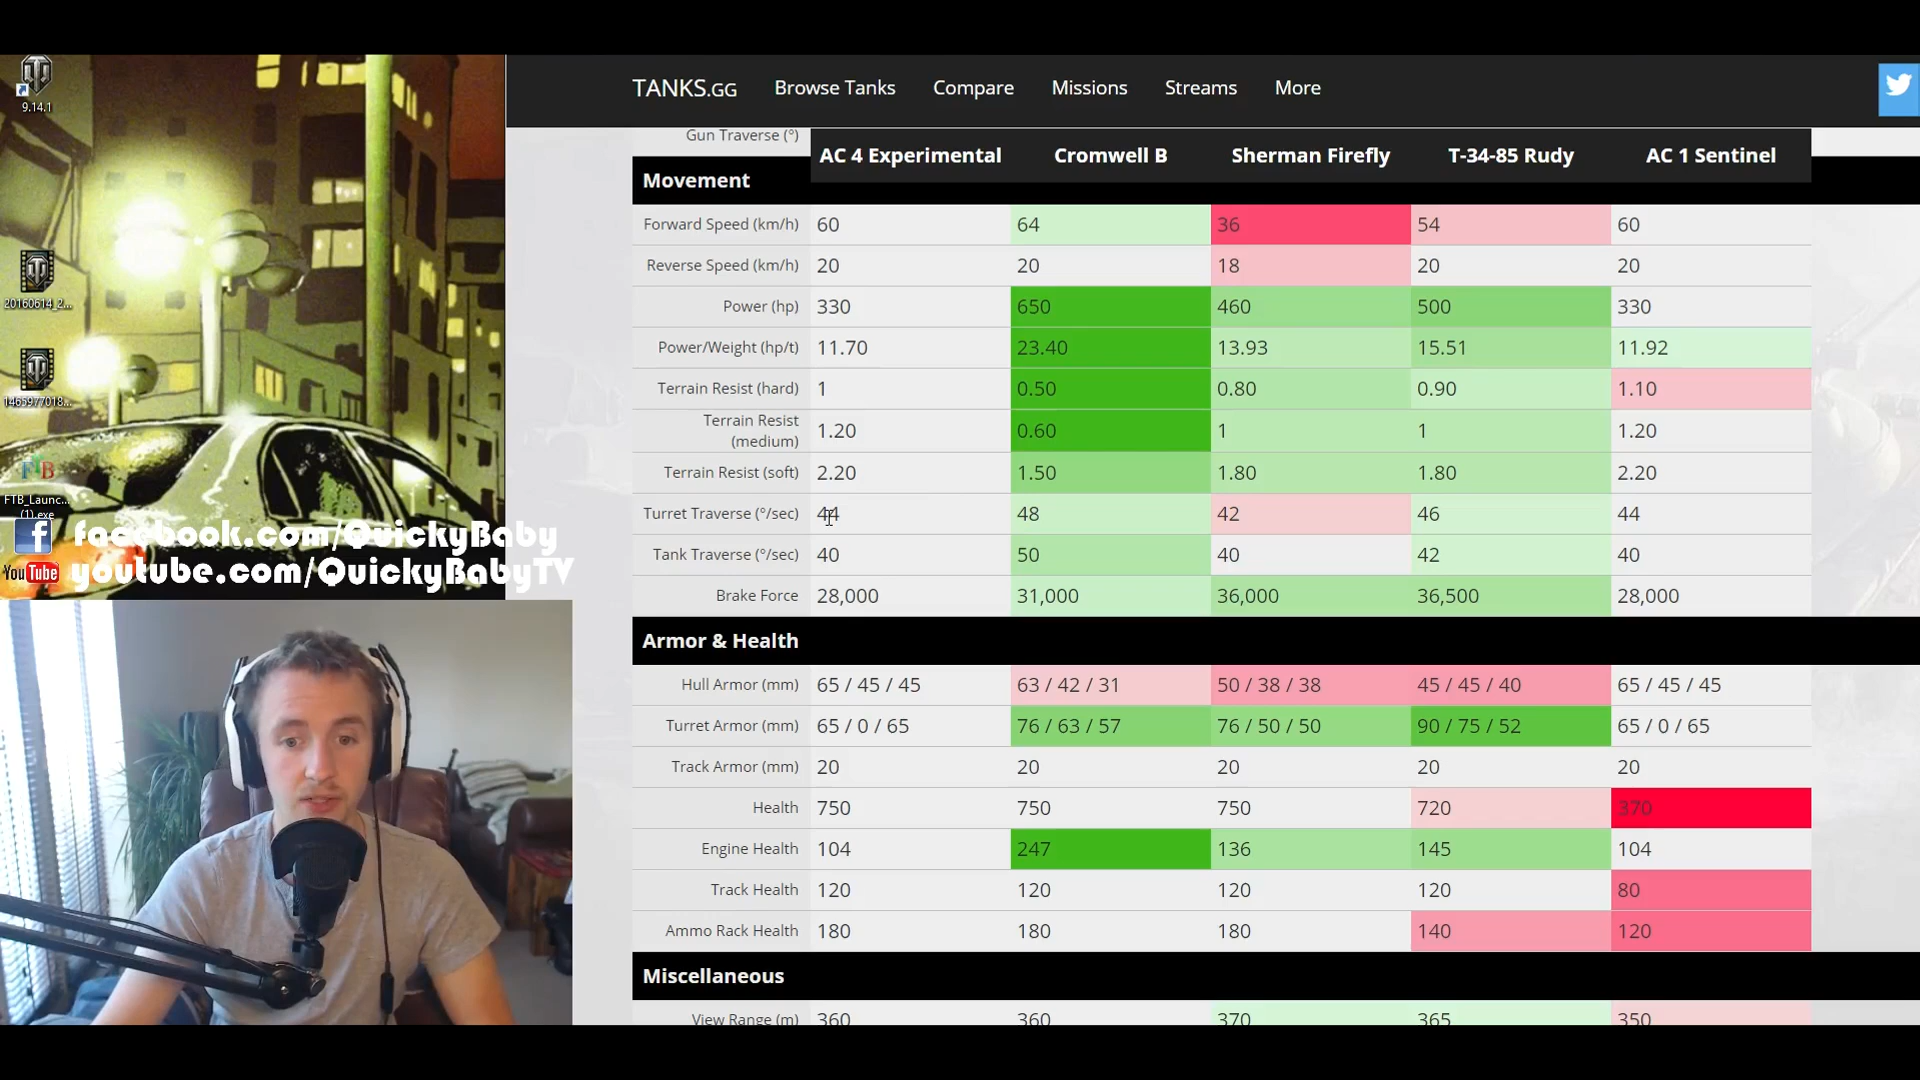 9.14.1
20160614_2...
1465977018...
FTB
FTB_Launc...
(1).exe
facebook.com/QuickyBaby
YouTube youtube.com/QuickyBabyTV
TANKS.GG Browse Tanks Compare Missions Streams More
Gun Traverse (°)
AC 4 Experimental Cromwell B Sherman Firefly T-34-85 Rudy AC 1 Sentinel
Movement
Forward Speed (km/h) 60 64 36 54 60
Reverse Speed (km/h) 20 20 18 20 20
Power (hp) 330 650 460 500 330
Power/Weight (hp/t) 11.70 23.40 13.93 15.51 11.92
Terrain Resist (hard) 1 0.50 0.80 0.90 1.10
Terrain Resist
(medium) 1.20 0.60 1 1 1.20
Terrain Resist (soft) 2.20 1.50 1.80 1.80 2.20
Turret Traverse (°/sec) 44 48 42 46 44
Tank Traverse (°/sec) 40 50 40 42 40
Brake Force 28,000 31,000 36,000 36,500 28,000
Armor & Health
Hull Armor (mm) 65 / 45 / 45 63 / 42 / 31 50 / 38 / 38 45 / 45 / 40 65 / 45 / 45
Turret Armor (mm) 65 / 0 / 65 76 / 63 / 57 76 / 50 / 50 90 / 75 / 52 65 / 0 / 65
Track Armor (mm) 20 20 20 20 20
Health 750 750 750 720 370
Engine Health 104 247 136 145 104
Track Health 120 120 120 120 80
Ammo Rack Health 180 180 180 140 120
Miscellaneous
View Range (m) 360 360 370 365 350